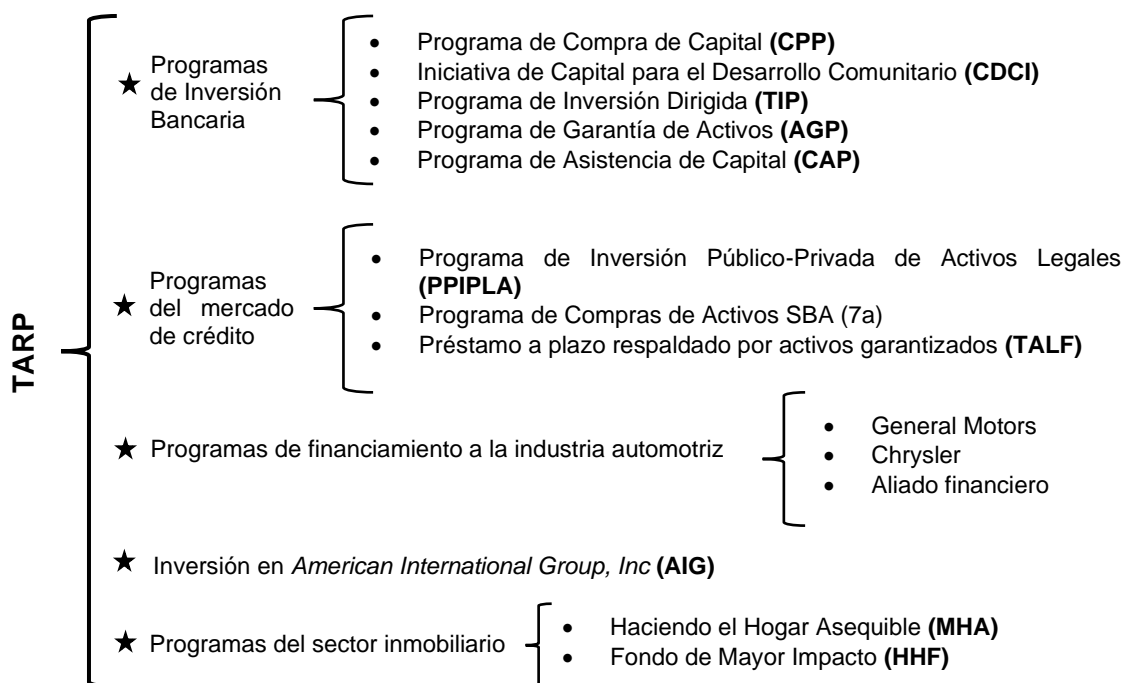 TARP
★ Programas
de Inversión
Bancaria
• Programa de Compra de Capital (CPP)
• Iniciativa de Capital para el Desarrollo Comunitario (CDCI)
• Programa de Inversión Dirigida (TIP)
• Programa de Garantía de Activos (AGP)
• Programa de Asistencia de Capital (CAP)
★ Programas
del mercado
de crédito
• Programa de Inversión Público-Privada de Activos Legales
(PPIPLA)
• Programa de Compras de Activos SBA (7a)
• Préstamo a plazo respaldado por activos garantizados (TALF)
★ Programas de financiamiento a la industria automotriz
• General Motors
• Chrysler
• Aliado financiero
★ Inversión en American International Group, Inc (AIG)
★ Programas del sector inmobiliario
• Haciendo el Hogar Asequible (MHA)
• Fondo de Mayor Impacto (HHF)